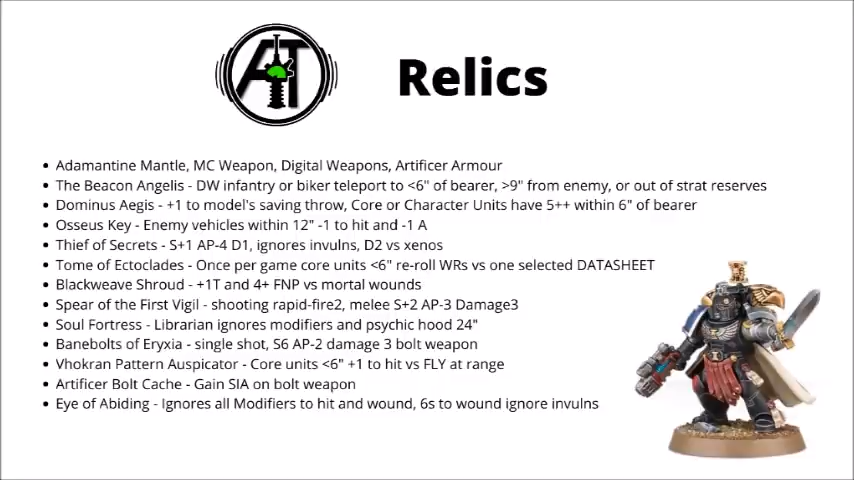 AT
Relics
• Adamantine Mantle, MC Weapon, Digital Weapons, Artificer Armour
• The Beacon Angelis - DW infantry or biker teleport to <6" of bearer, >9" from enemy, or out of strat reserves
• Dominus Aegis - +1 to model's saving throw, Core or Character Units have 5++ within 6" of bearer
• Osseus Key - Enemy vehicles within 12" -1 to hit and -1 A
• Thief of Secrets - S+1 AP-4 D1, ignores invulns, D2 vs xenos
• Tome of Ectoclades - Once per game core units <6" re-roll WRs vs one selected DATASHEET
• Blackweave Shroud - +1T and 4+ FNP vs mortal wounds
• Spear of the First Vigil - shooting rapid-fire2, melee S+2 AP-3 Damage3
• Soul Fortress - Librarian ignores modifiers and psychic hood 24"
• Banebolts of Eryxia - single shot, S6 AP-2 damage 3 bolt weapon
• Vhokran Pattern Auspicator - Core units <6" +1 to hit vs FLY at range
• Artificer Bolt Cache - Gain SIA on bolt weapon
• Eye of Abiding - Ignores all Modifiers to hit and wound, 6s to wound ignore invulns